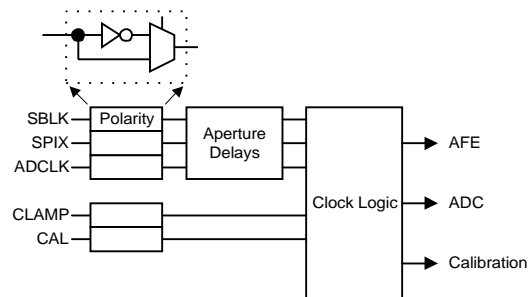 SBLK
Polarity
SPIX
ADCLK
Aperture
Delays
CLAMP
CAL
Clock Logic
AFE
ADC
Calibration